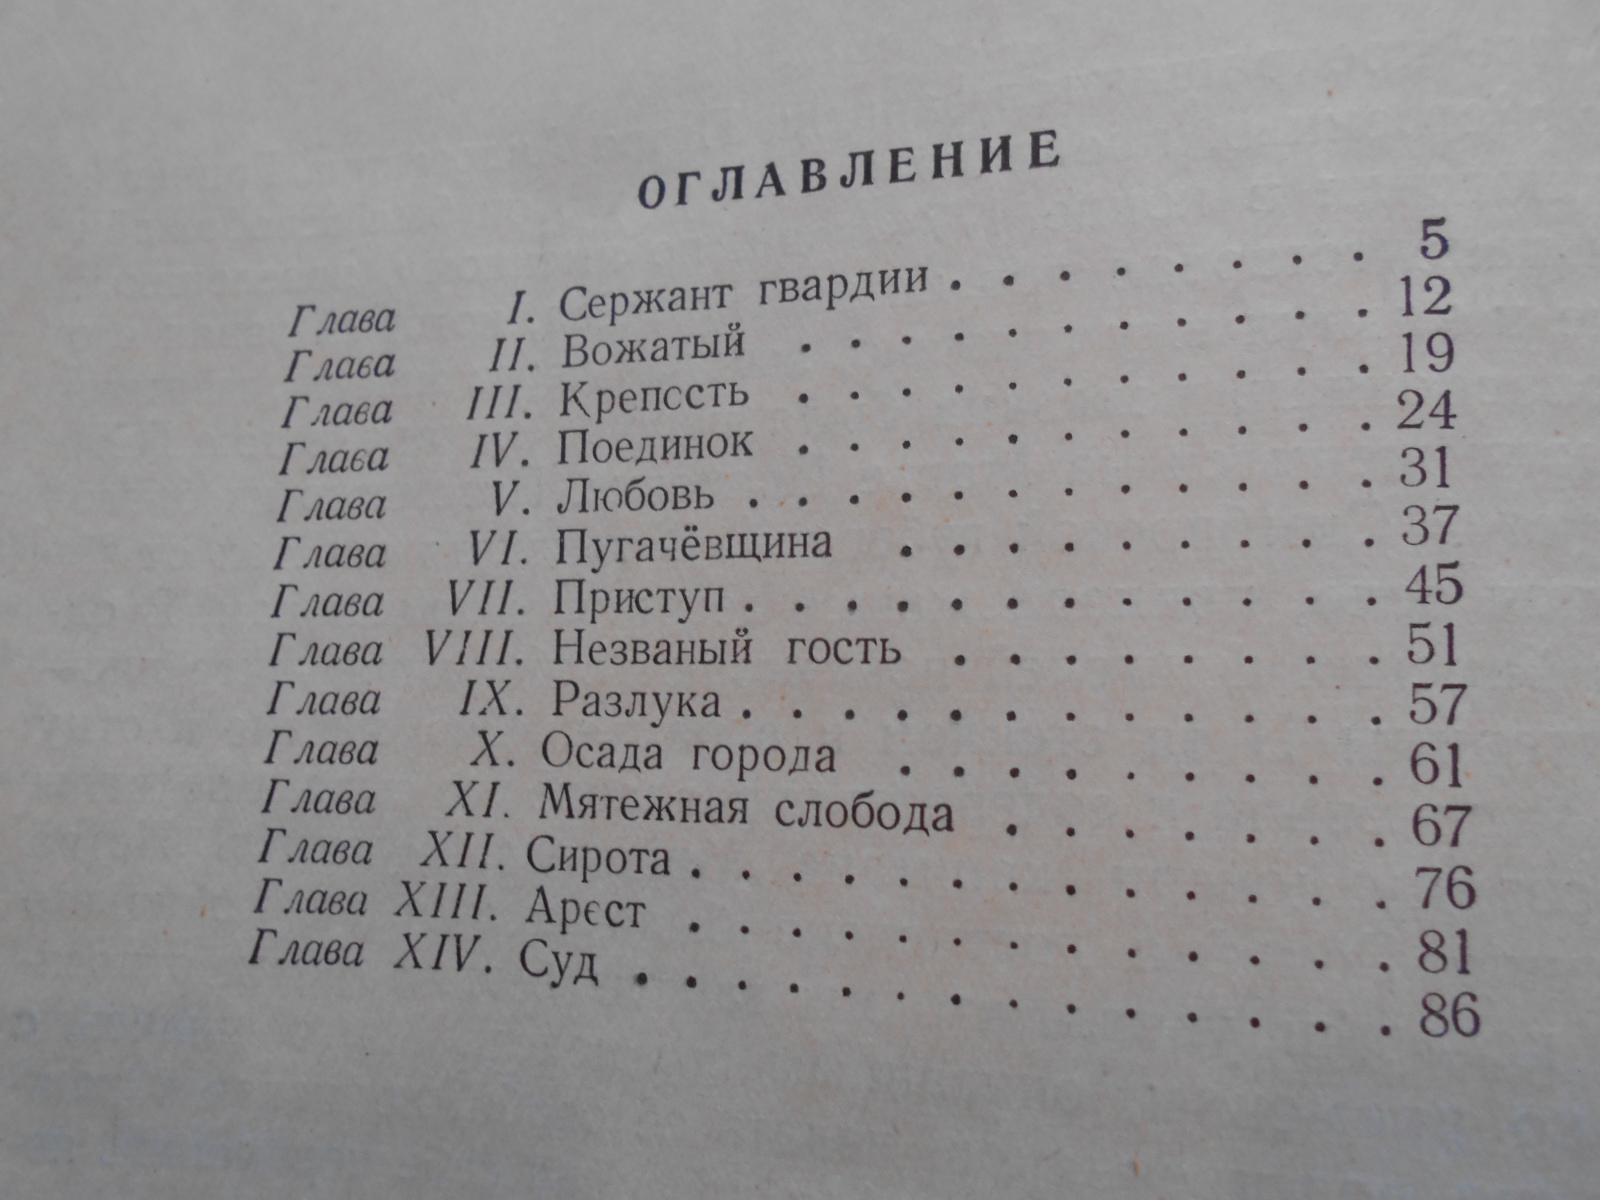 ОГЛАВЛЕНИЕ
Глава I. Сержант гвардии . . . . . . . . 5
Глава II. Вожатый . . . . . . . . . . . 12
Глава III. Крепссть . . . . . . . . . . . 19
Глава IV. Поединок . . . . . . . . . . . 24
Глава V. Любовь . . . . . . . . . . . . 31
Глава VI. Пугачёвщина . . . . . . . . . 37
Глава VII. Приступ . . . . . . . . . . . . 45
Глава VIII. Незваный гость . . . . . . . . 51
Глава IX. Разлука . . . . . . . . . . . . 57
Глава X. Осада города . . . . . . . . . 61
Глава XI. Мятежная слобода . . . . . . . 67
Глава XII. Сирота . . . . . . . . . . . . . 76
Глава XIII. Арест . . . . . . . . . . . . . 81
Глава XIV. Суд . . . . . . . . . . . . . . 86